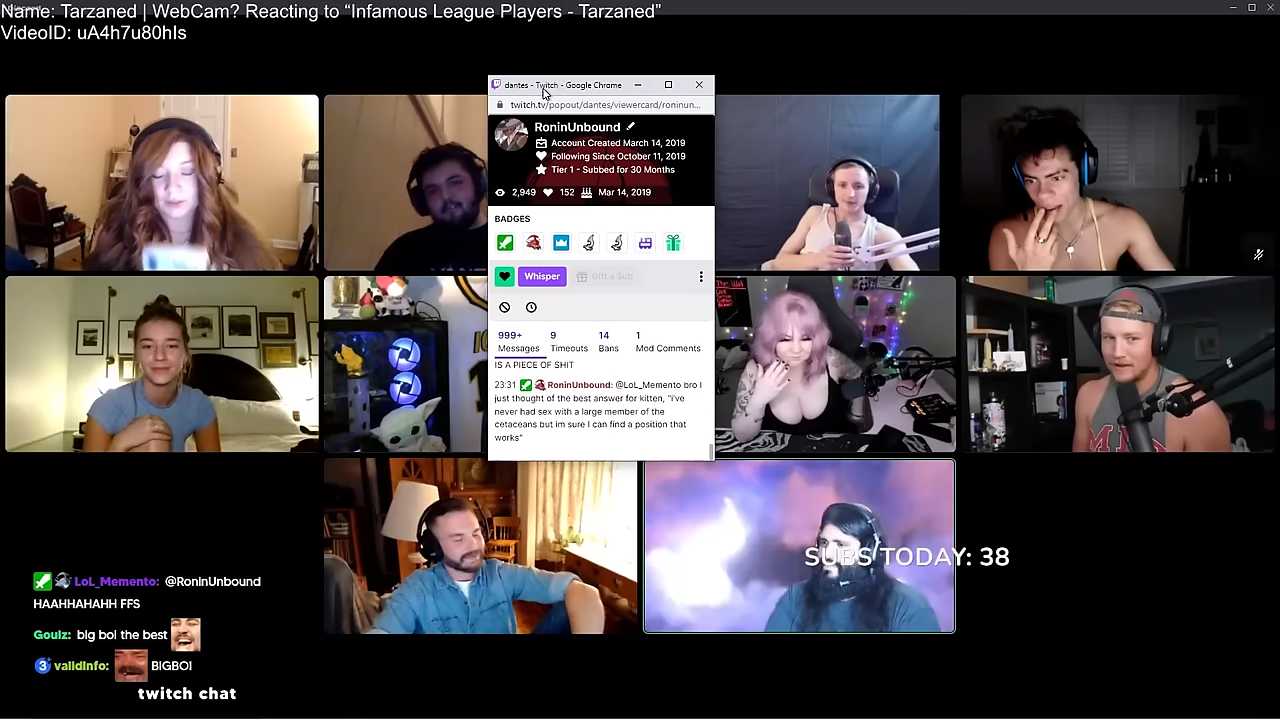 Name: Tarzaned | WebCam? Reacting to “Infamous League Players - Tarzaned”
VideoID: uA4h7u80hIs
dantes - Twitch - Google Chrome
twitch.tv/popout/dantes/viewercard/roninun...
RoninUnbound
Account Created March 14, 2019
Following Since October 11, 2019
Tier 1 - Subbed for 30 Months
2,949 152 Mar 14, 2019
BADGES
Whisper Gift a Sub
999+ 9 14 1
Messages Timeouts Bans Mod Comments
IS A PIECE OF SHIT
23:31 RoninUnbound: @LoL_Memento bro I
just thought of the best answer for kitten, "i've
never had sex with a large member of the
cetaceans but im sure I can find a position that
works"
SUBS TODAY: 38
LoL_Memento: @RoninUnbound
HAAHHAHAHH FFS
Goulz: big boi the best
3 validinfo: BIGBOI
twitch chat